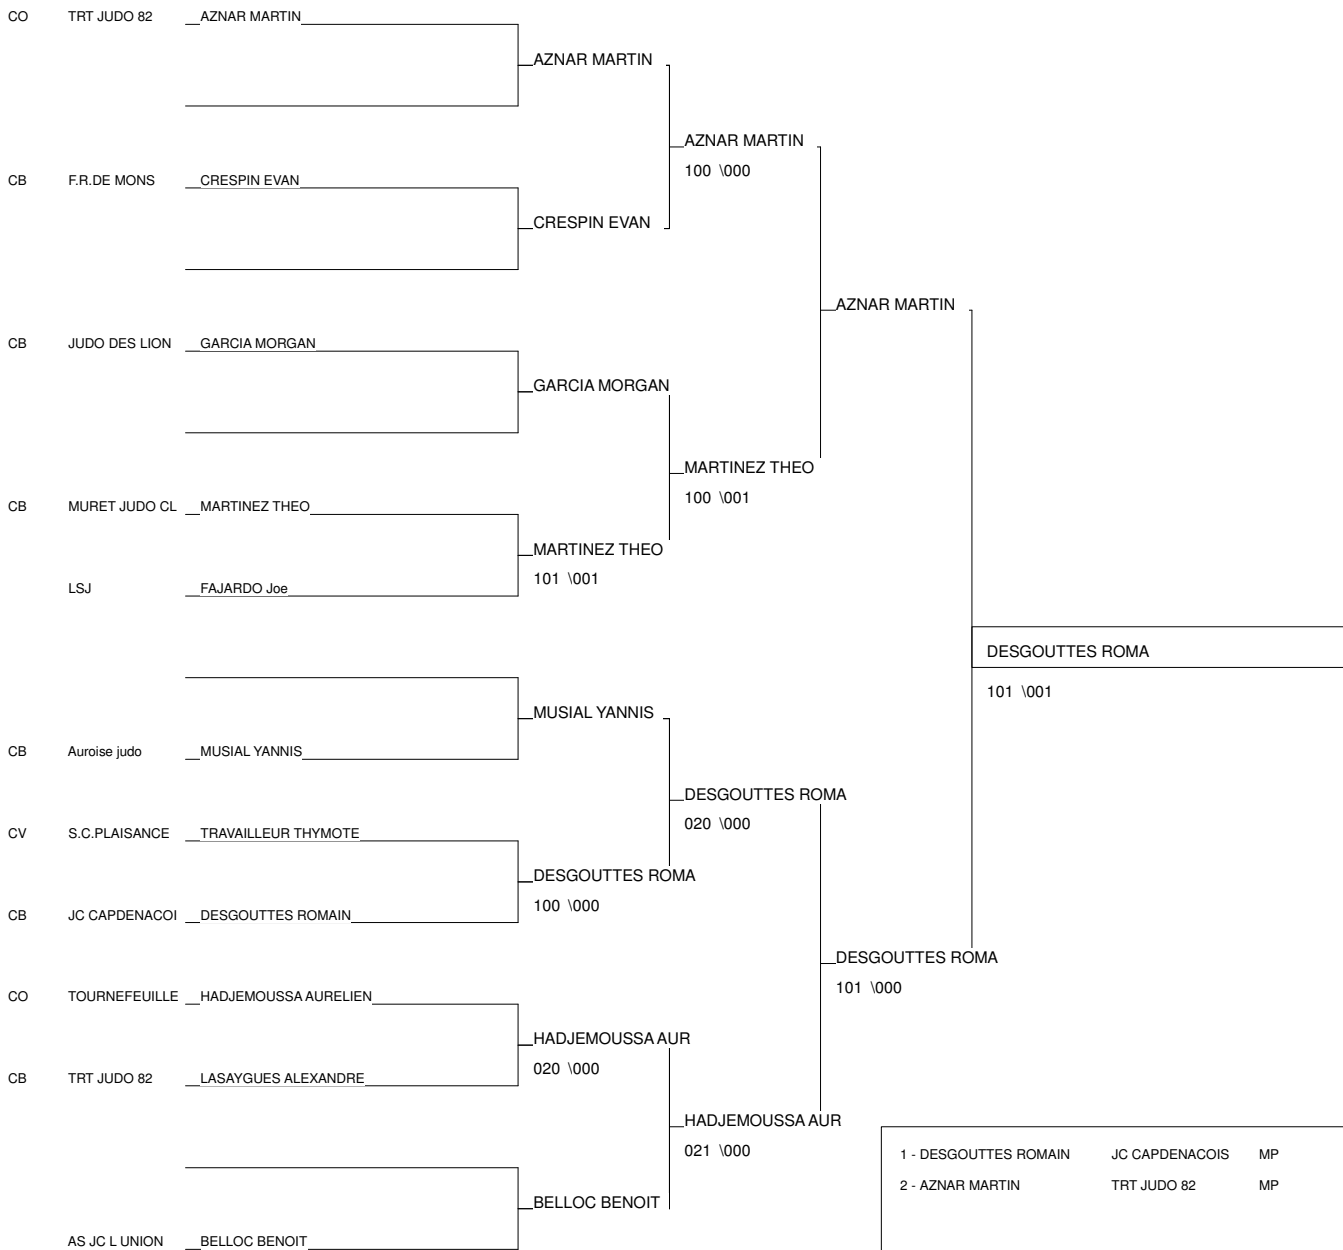 CO TRT JUDO 82 AZNAR MARTIN
AZNAR MARTIN
AZNAR MARTIN
100 \000
CB F.R.DE MONS CRESPIN EVAN
CRESPIN EVAN
AZNAR MARTIN
CB JUDO DES LION GARCIA MORGAN
GARCIA MORGAN
MARTINEZ THEO
100 \001
CB MURET JUDO CL MARTINEZ THEO
MARTINEZ THEO
101 \001
LSJ FAJARDO Joe
DESGOUTTES ROMA
101 \001
MUSIAL YANNIS
CB Auroise judo MUSIAL YANNIS
DESGOUTTES ROMA
020 \000
CV S.C.PLAISANCE TRAVAILLEUR THYMOTE
DESGOUTTES ROMA
100 \000
CB JC CAPDENACOI DESGOUTTES ROMAIN
DESGOUTTES ROMA
101 \000
CO TOURNEFEUILLE HADJEMOUSSA AURELIEN
HADJEMOUSSA AUR
020 \000
CB TRT JUDO 82 LASAYGUES ALEXANDRE
HADJEMOUSSA AUR
021 \000
1 - DESGOUTTES ROMAIN JC CAPDENACOIS MP
2 - AZNAR MARTIN TRT JUDO 82 MP
BELLOC BENOIT
AS JC L UNION BELLOC BENOIT